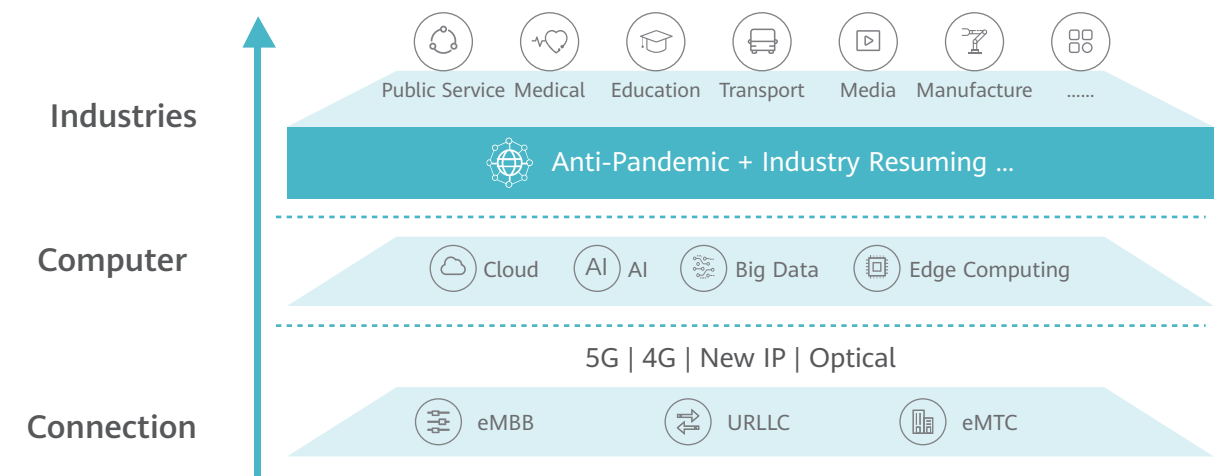 Public Service Medical Education Transport Media Manufacture ......
Industries
Anti-Pandemic + Industry Resuming ...
Computer
Cloud AI AI Big Data Edge Computing
5G | 4G | New IP | Optical
Connection
eMBB URLLC eMTC